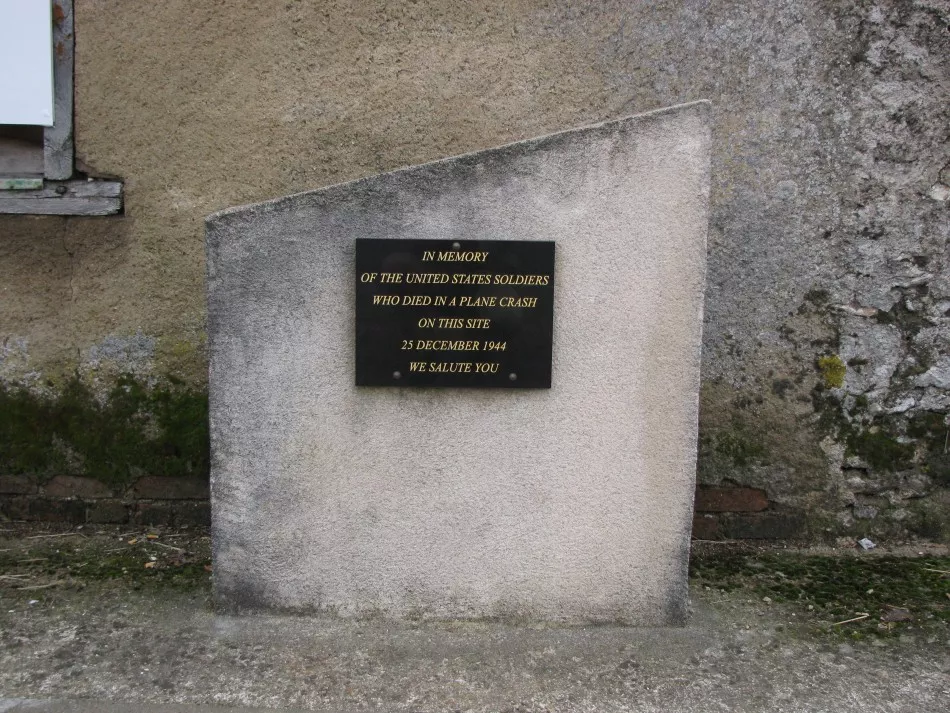 IN MEMORY
OF THE UNITED STATES SOLDIERS
WHO DIED IN A PLANE CRASH
ON THIS SITE
25 DECEMBER 1944
WE SALUTE YOU